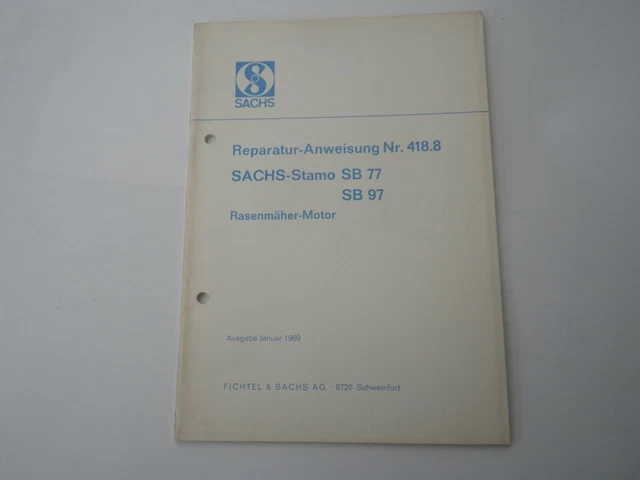 SACHS
Reparatur-Anweisung Nr. 418.8
SACHS-Stamo SB 77
SB 97
Rasenmäher-Motor
Ausgabe Januar 1969
FICHTEL & SACHS AG · 8720 Schweinfurt